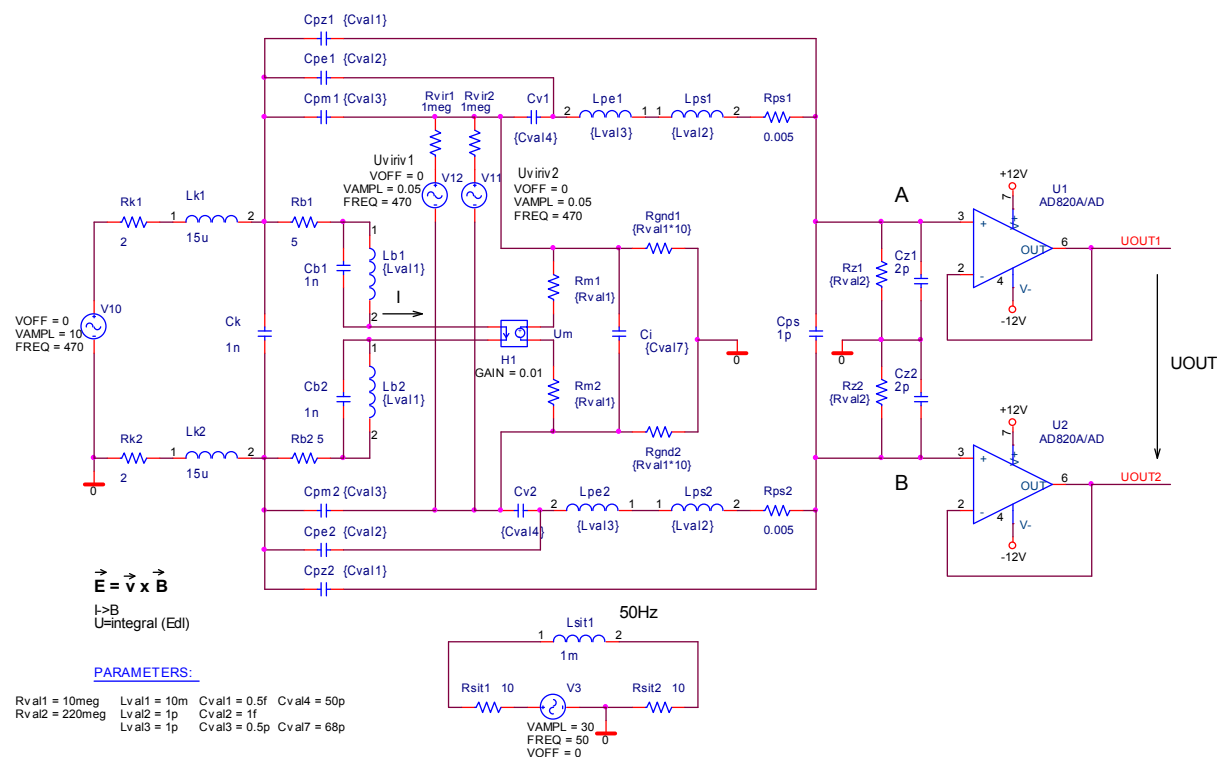 Cpz1 {Cval1}
Cpe1 {Cval2}
Cpm1 {Cval3}
Rvir1
1meg
Rvir2
1meg
Cv1
{Cval4}
2 Lpe1 1
{Lval3}
1 Lps1 2
{Lval2}
Rps1
0.005
Uviriv1
VOFF = 0
VAMPL = 0.05
FREQ = 470
V12
V11
Uviriv2
VOFF = 0
VAMPL = 0.05
FREQ = 470
Rk1
2
Lk1
1 2
15u
Rb1
5
Cb1
1n
1
Lb1
{Lval1}
2
I
Rgnd1
{Rval1*10}
Rm1
{Rval1}
Um
H1
GAIN = 0.01
Ci
{Cval7}
0
Rm2
{Rval1}
Rgnd2
{Rval1*10}
V10
VOFF = 0
VAMPL = 10
FREQ = 470
Ck
1n
Cb2
1n
1
Lb2
{Lval1}
2
Rb2 5
Rk2
2
Lk2
1 2
15u
0
Cpm2 {Cval3}
Cpe2 {Cval2}
Cpz2 {Cval1}
Cv2
{Cval4}
2 Lpe2 1
{Lval3}
1 Lps2 2
{Lval2}
Rps2
0.005
A
Rz1
{Rval2}
Cz1
2p
Cps
1p
0
Rz2
{Rval2}
Cz2
2p
B
+12V
U1
AD820A/AD
3
+
7
V+
OUT
6
2
-
4
V-
-12V
UOUT1
UOUT
+12V
U2
AD820A/AD
3
+
7
V+
OUT
6
2
-
4
V-
-12V
UOUT2
E = v x B
I->B
U=integral (Edl)
50Hz
Lsit1
1 2
1m
Rsit1 10
V3
Rsit2 10
VAMPL = 30
FREQ = 50
VOFF = 0
0
PARAMETERS:
Rval1 = 10meg Lval1 = 10m Cval1 = 0.5f Cval4 = 50p
Rval2 = 220meg Lval2 = 1p Cval2 = 1f
Lval3 = 1p Cval3 = 0.5p Cval7 = 68p